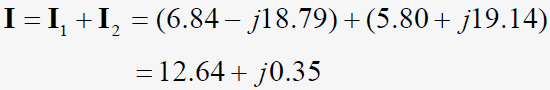 I = I₁ + I₂ = (6.84 − j18.79) + (5.80 + j19.14)
= 12.64 + j0.35